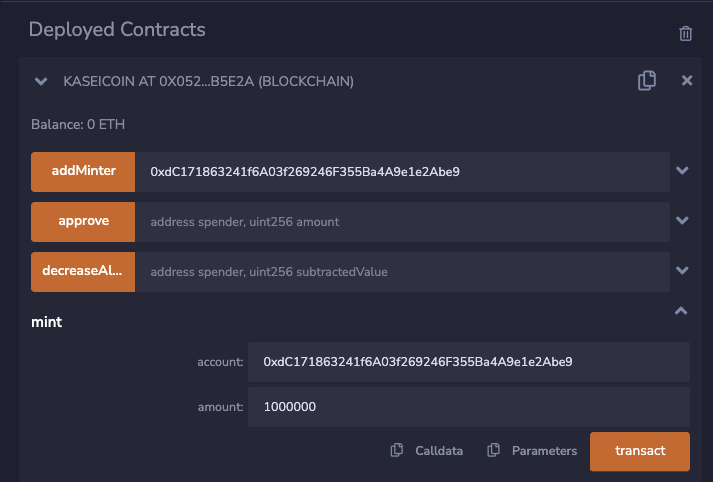 Deployed Contracts
KASEICOIN AT 0X052...B5E2A (BLOCKCHAIN)
Balance: 0 ETH
addMinter 0xdC171863241f6A03f269246F355Ba4A9e1e2Abe9
approve address spender, uint256 amount
decreaseAl... address spender, uint256 subtractedValue
mint
account: 0xdC171863241f6A03f269246F355Ba4A9e1e2Abe9
amount: 1000000
Calldata Parameters transact